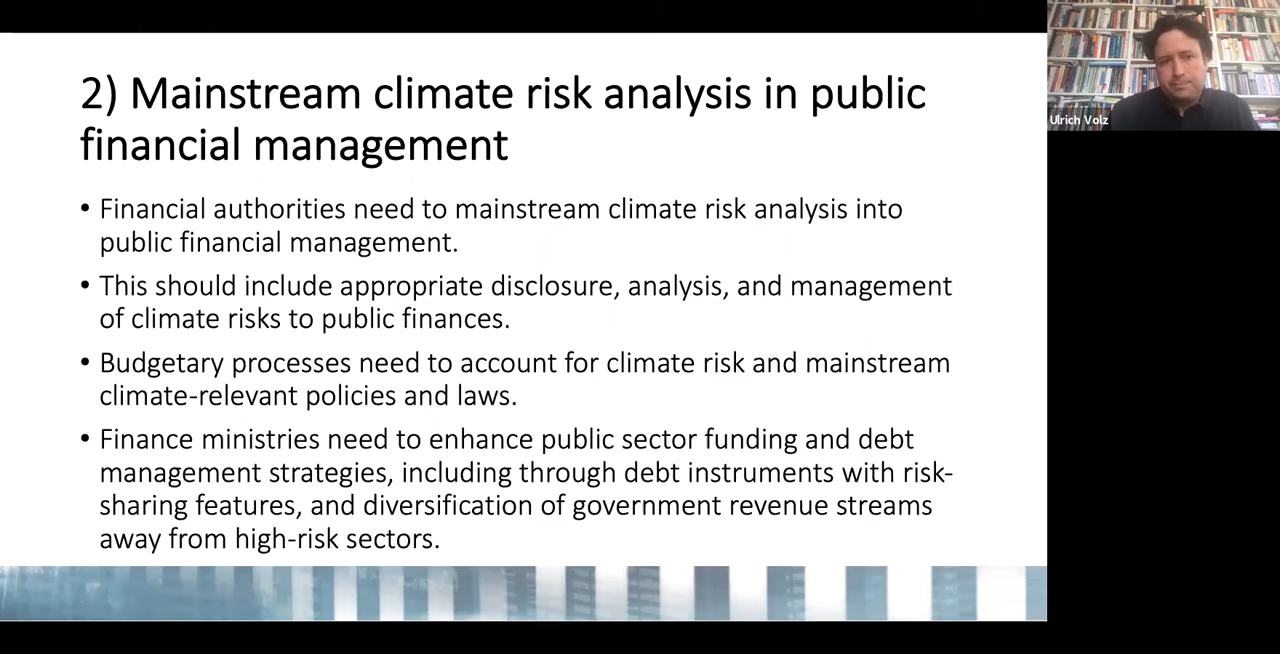 2) Mainstream climate risk analysis in public
financial management
• Financial authorities need to mainstream climate risk analysis into
public financial management.
• This should include appropriate disclosure, analysis, and management
of climate risks to public finances.
• Budgetary processes need to account for climate risk and mainstream
climate-relevant policies and laws.
• Finance ministries need to enhance public sector funding and debt
management strategies, including through debt instruments with risk-
sharing features, and diversification of government revenue streams
away from high-risk sectors.
Ulrich Volz